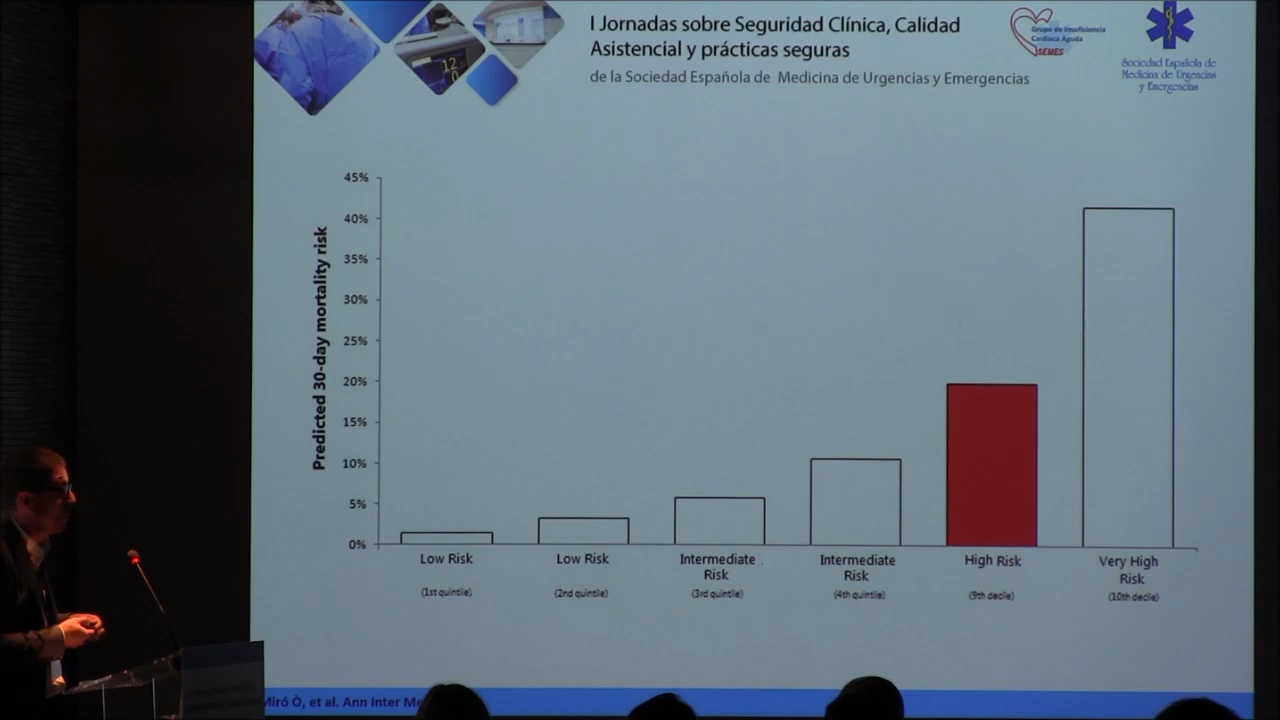 I Jornadas sobre Seguridad Clínica, Calidad
Asistencial y prácticas seguras
de la Sociedad Española de Medicina de Urgencias y Emergencias
Grupo de Insuficiencia
Cardiaca Aguda
SEMES
Sociedad Española de
Medicina de Urgencias
y Emergencias
12
0
Predicted 30-day mortality risk
45%
40%
35%
30%
25%
20%
15%
10%
5%
0%
Low Risk
(1st quintile)
Low Risk
(2nd quintile)
Intermediate
Risk
(3rd quintile)
Intermediate
Risk
(4th quintile)
High Risk
(9th decile)
Very High
Risk
(10th decile)
Miró Ò, et al. Ann Inter Me